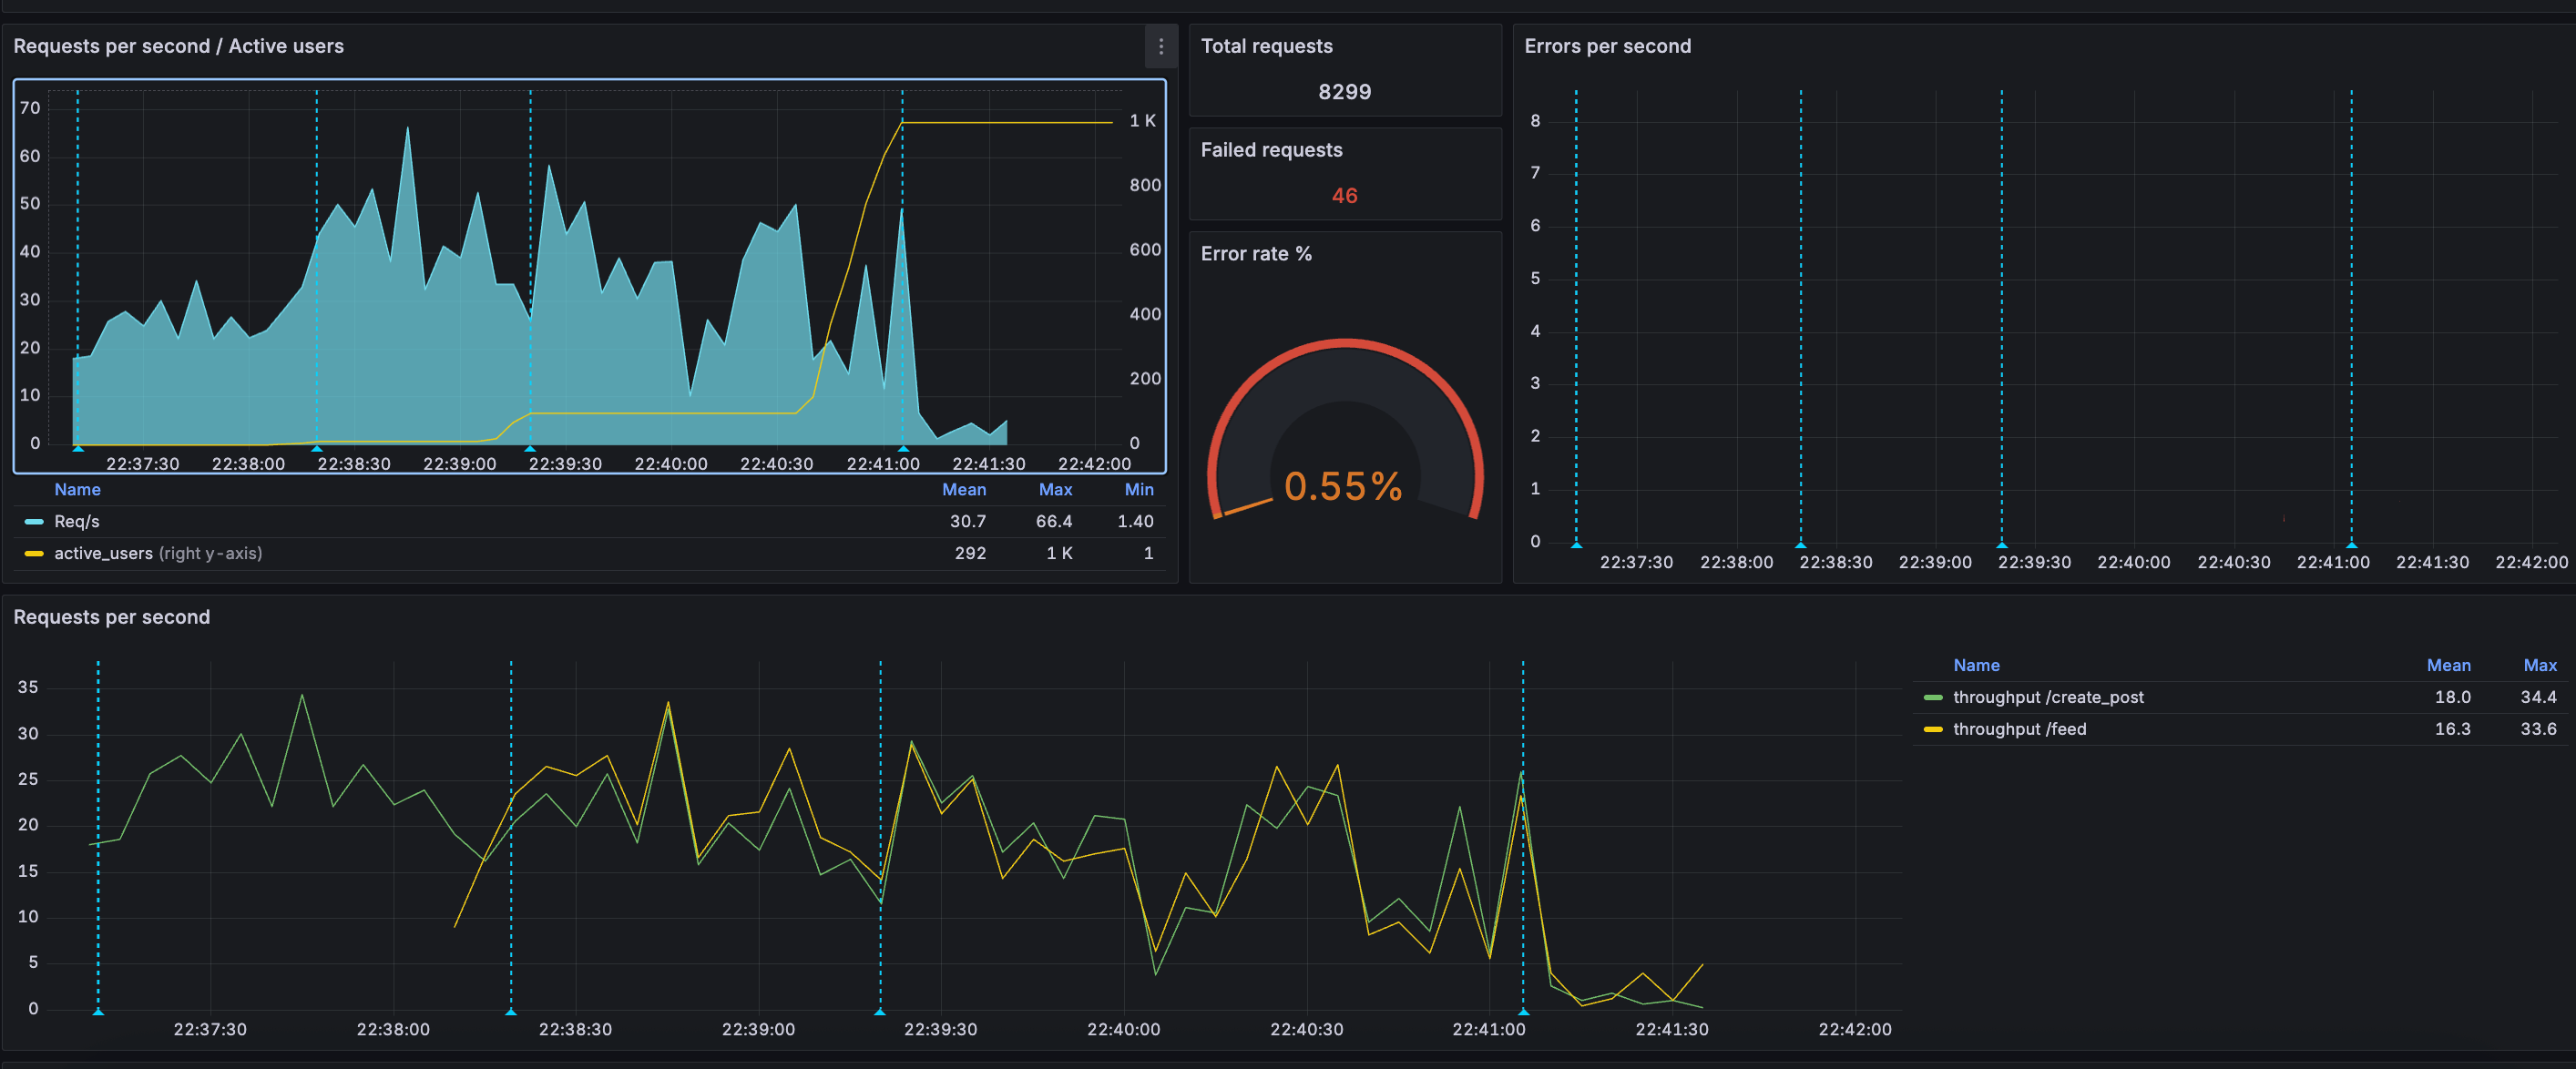 Requests per second / Active users
70
60
50
40
30
20
10
0
1 K
800
600
400
200
0
22:37:30 22:38:00 22:38:30 22:39:00 22:39:30 22:40:00 22:40:30 22:41:00 22:41:30 22:42:00
Name Mean Max Min
Req/s 30.7 66.4 1.40
active_users (right y-axis) 292 1 K 1
Total requests
8299
Failed requests
46
Error rate %
0.55%
Errors per second
8
7
6
5
4
3
2
1
0
22:37:30 22:38:00 22:38:30 22:39:00 22:39:30 22:40:00 22:40:30 22:41:00 22:41:30 22:42:00
Requests per second
35
30
25
20
15
10
5
0
22:37:30 22:38:00 22:38:30 22:39:00 22:39:30 22:40:00 22:40:30 22:41:00 22:41:30 22:42:00
Name Mean Max
throughput /create_post 18.0 34.4
throughput /feed 16.3 33.6